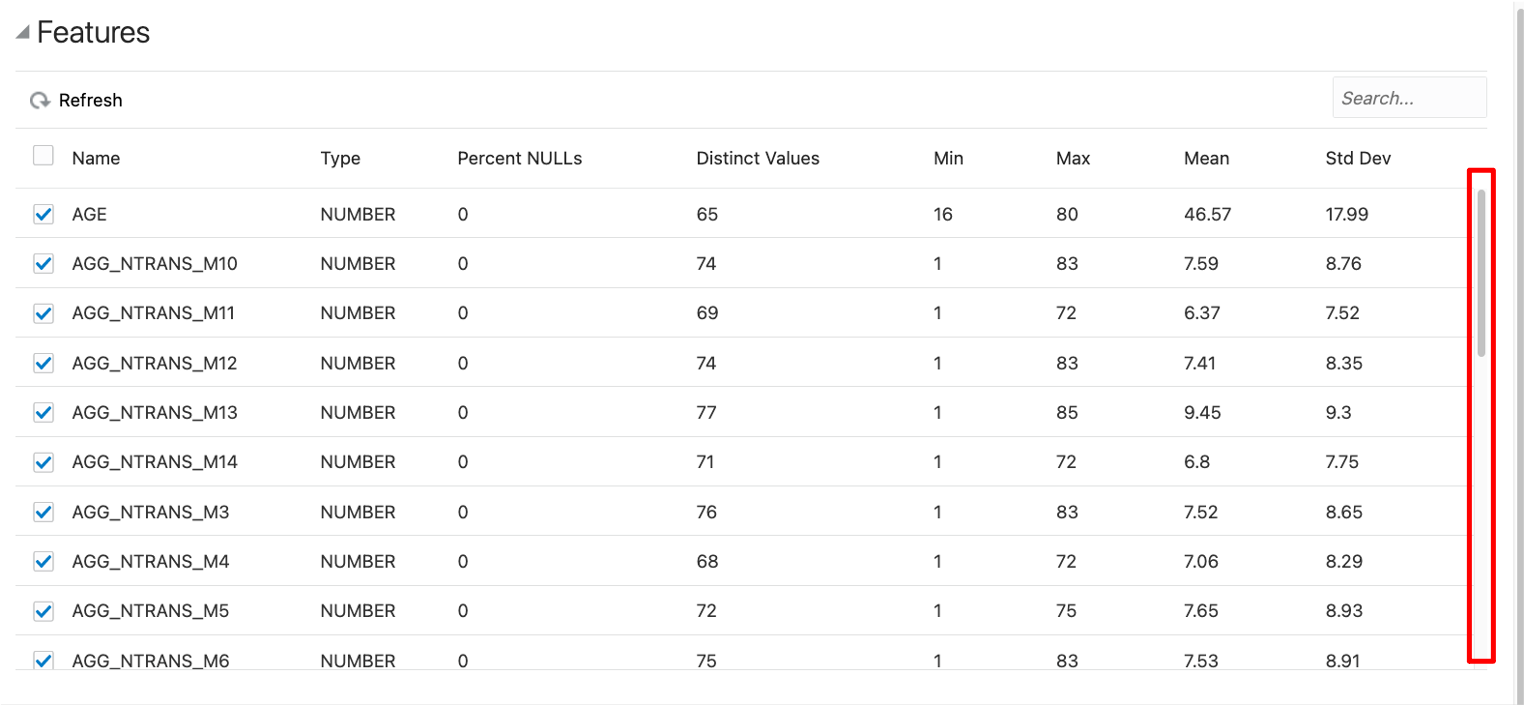 Features
Refresh Search...
Name Type Percent NULLs Distinct Values Min Max Mean Std Dev
AGE NUMBER 0 65 16 80 46.57 17.99
AGG_NTRANS_M10 NUMBER 0 74 1 83 7.59 8.76
AGG_NTRANS_M11 NUMBER 0 69 1 72 6.37 7.52
AGG_NTRANS_M12 NUMBER 0 74 1 83 7.41 8.35
AGG_NTRANS_M13 NUMBER 0 77 1 85 9.45 9.3
AGG_NTRANS_M14 NUMBER 0 71 1 72 6.8 7.75
AGG_NTRANS_M3 NUMBER 0 76 1 83 7.52 8.65
AGG_NTRANS_M4 NUMBER 0 68 1 72 7.06 8.29
AGG_NTRANS_M5 NUMBER 0 72 1 75 7.65 8.93
AGG_NTRANS_M6 NUMBER 0 75 1 83 7.53 8.91